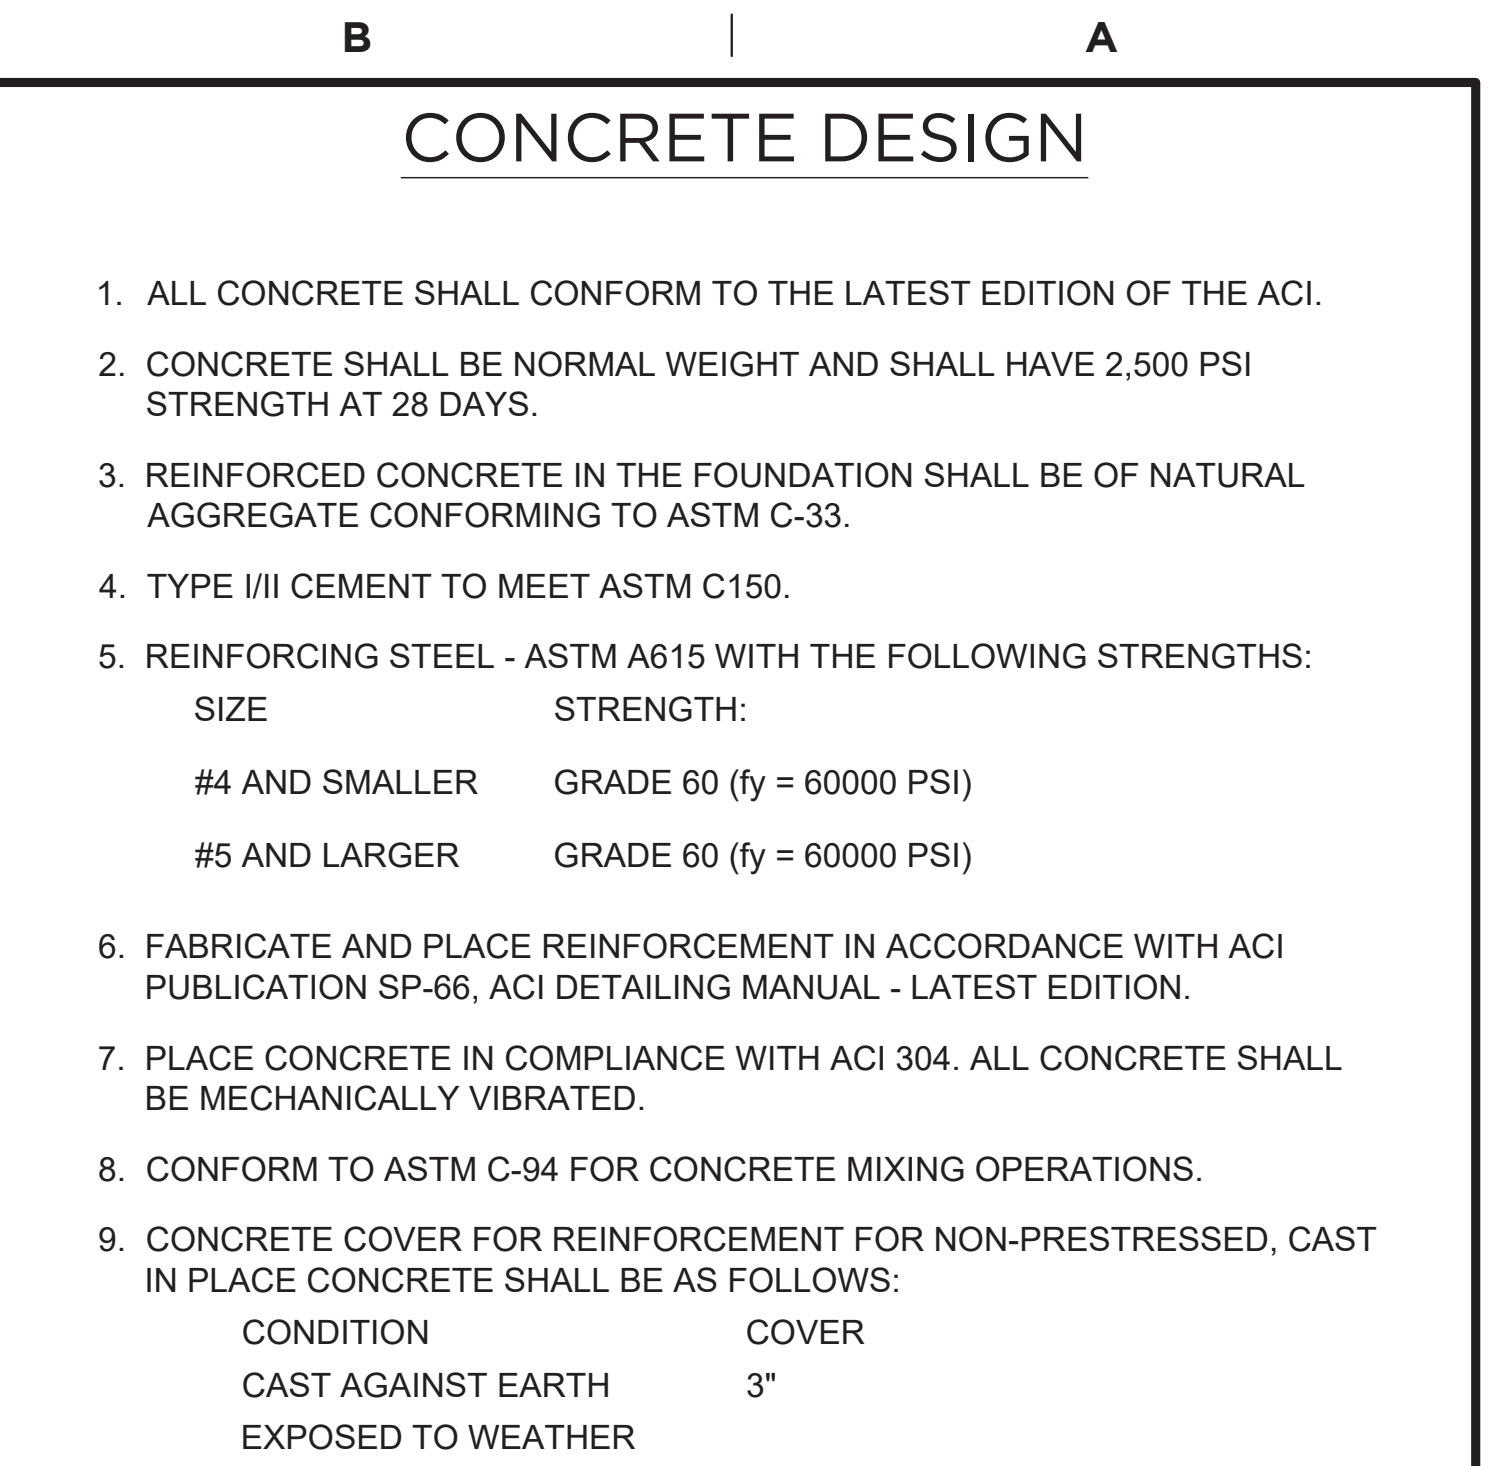 B
A
CONCRETE DESIGN
1. ALL CONCRETE SHALL CONFORM TO THE LATEST EDITION OF THE ACI.
2. CONCRETE SHALL BE NORMAL WEIGHT AND SHALL HAVE 2,500 PSI
STRENGTH AT 28 DAYS.
3. REINFORCED CONCRETE IN THE FOUNDATION SHALL BE OF NATURAL
AGGREGATE CONFORMING TO ASTM C-33.
4. TYPE I/II CEMENT TO MEET ASTM C150.
5. REINFORCING STEEL - ASTM A615 WITH THE FOLLOWING STRENGTHS:
SIZE STRENGTH:
#4 AND SMALLER GRADE 60 (fy = 60000 PSI)
#5 AND LARGER GRADE 60 (fy = 60000 PSI)
6. FABRICATE AND PLACE REINFORCEMENT IN ACCORDANCE WITH ACI
PUBLICATION SP-66, ACI DETAILING MANUAL - LATEST EDITION.
7. PLACE CONCRETE IN COMPLIANCE WITH ACI 304. ALL CONCRETE SHALL
BE MECHANICALLY VIBRATED.
8. CONFORM TO ASTM C-94 FOR CONCRETE MIXING OPERATIONS.
9. CONCRETE COVER FOR REINFORCEMENT FOR NON-PRESTRESSED, CAST
IN PLACE CONCRETE SHALL BE AS FOLLOWS:
CONDITION COVER
CAST AGAINST EARTH 3"
EXPOSED TO WEATHER